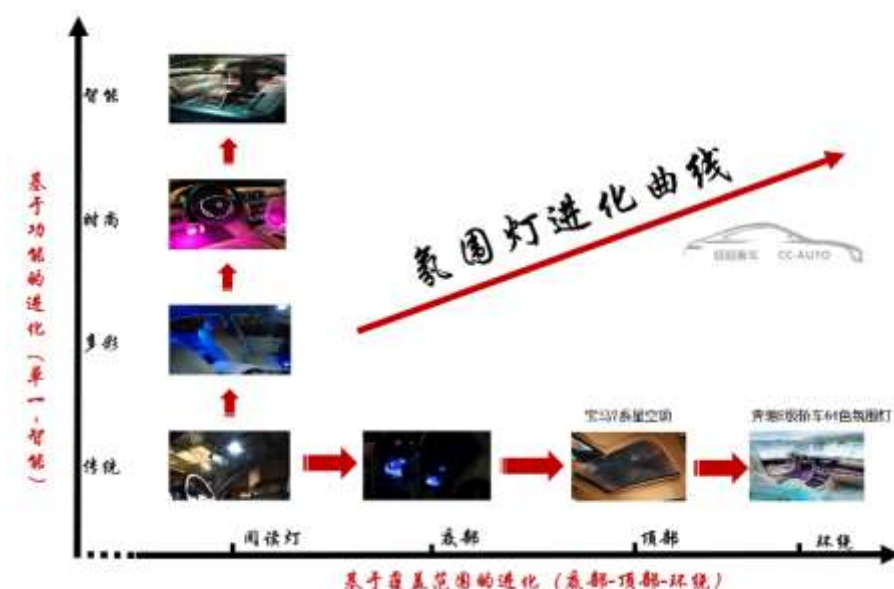 智能
时尚
多彩
传统
基于功能的进化(单一-智能)
氛围灯进化曲线
CC-AUTO
宝马7系星空顶
奔驰E级轿车64色氛围灯
阅读灯
底部
顶部
环绕
基于覆盖范围的进化(底部-顶部-环绕)